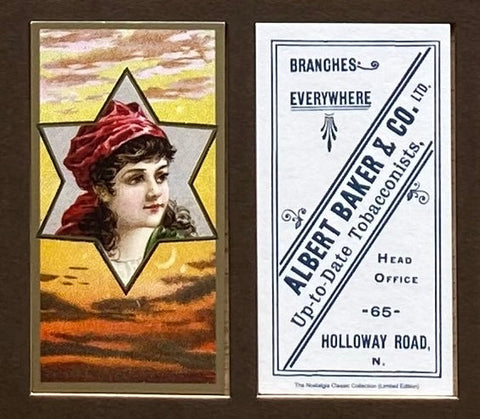 BRANCHES
EVERYWHERE
ALBERT BAKER & CO. LTD.
Up-to-Date Tobacconists.
HEAD
OFFICE
-65-
HOLLOWAY ROAD,
N.
The Nostalgia Classic Collection (Limited Edition)